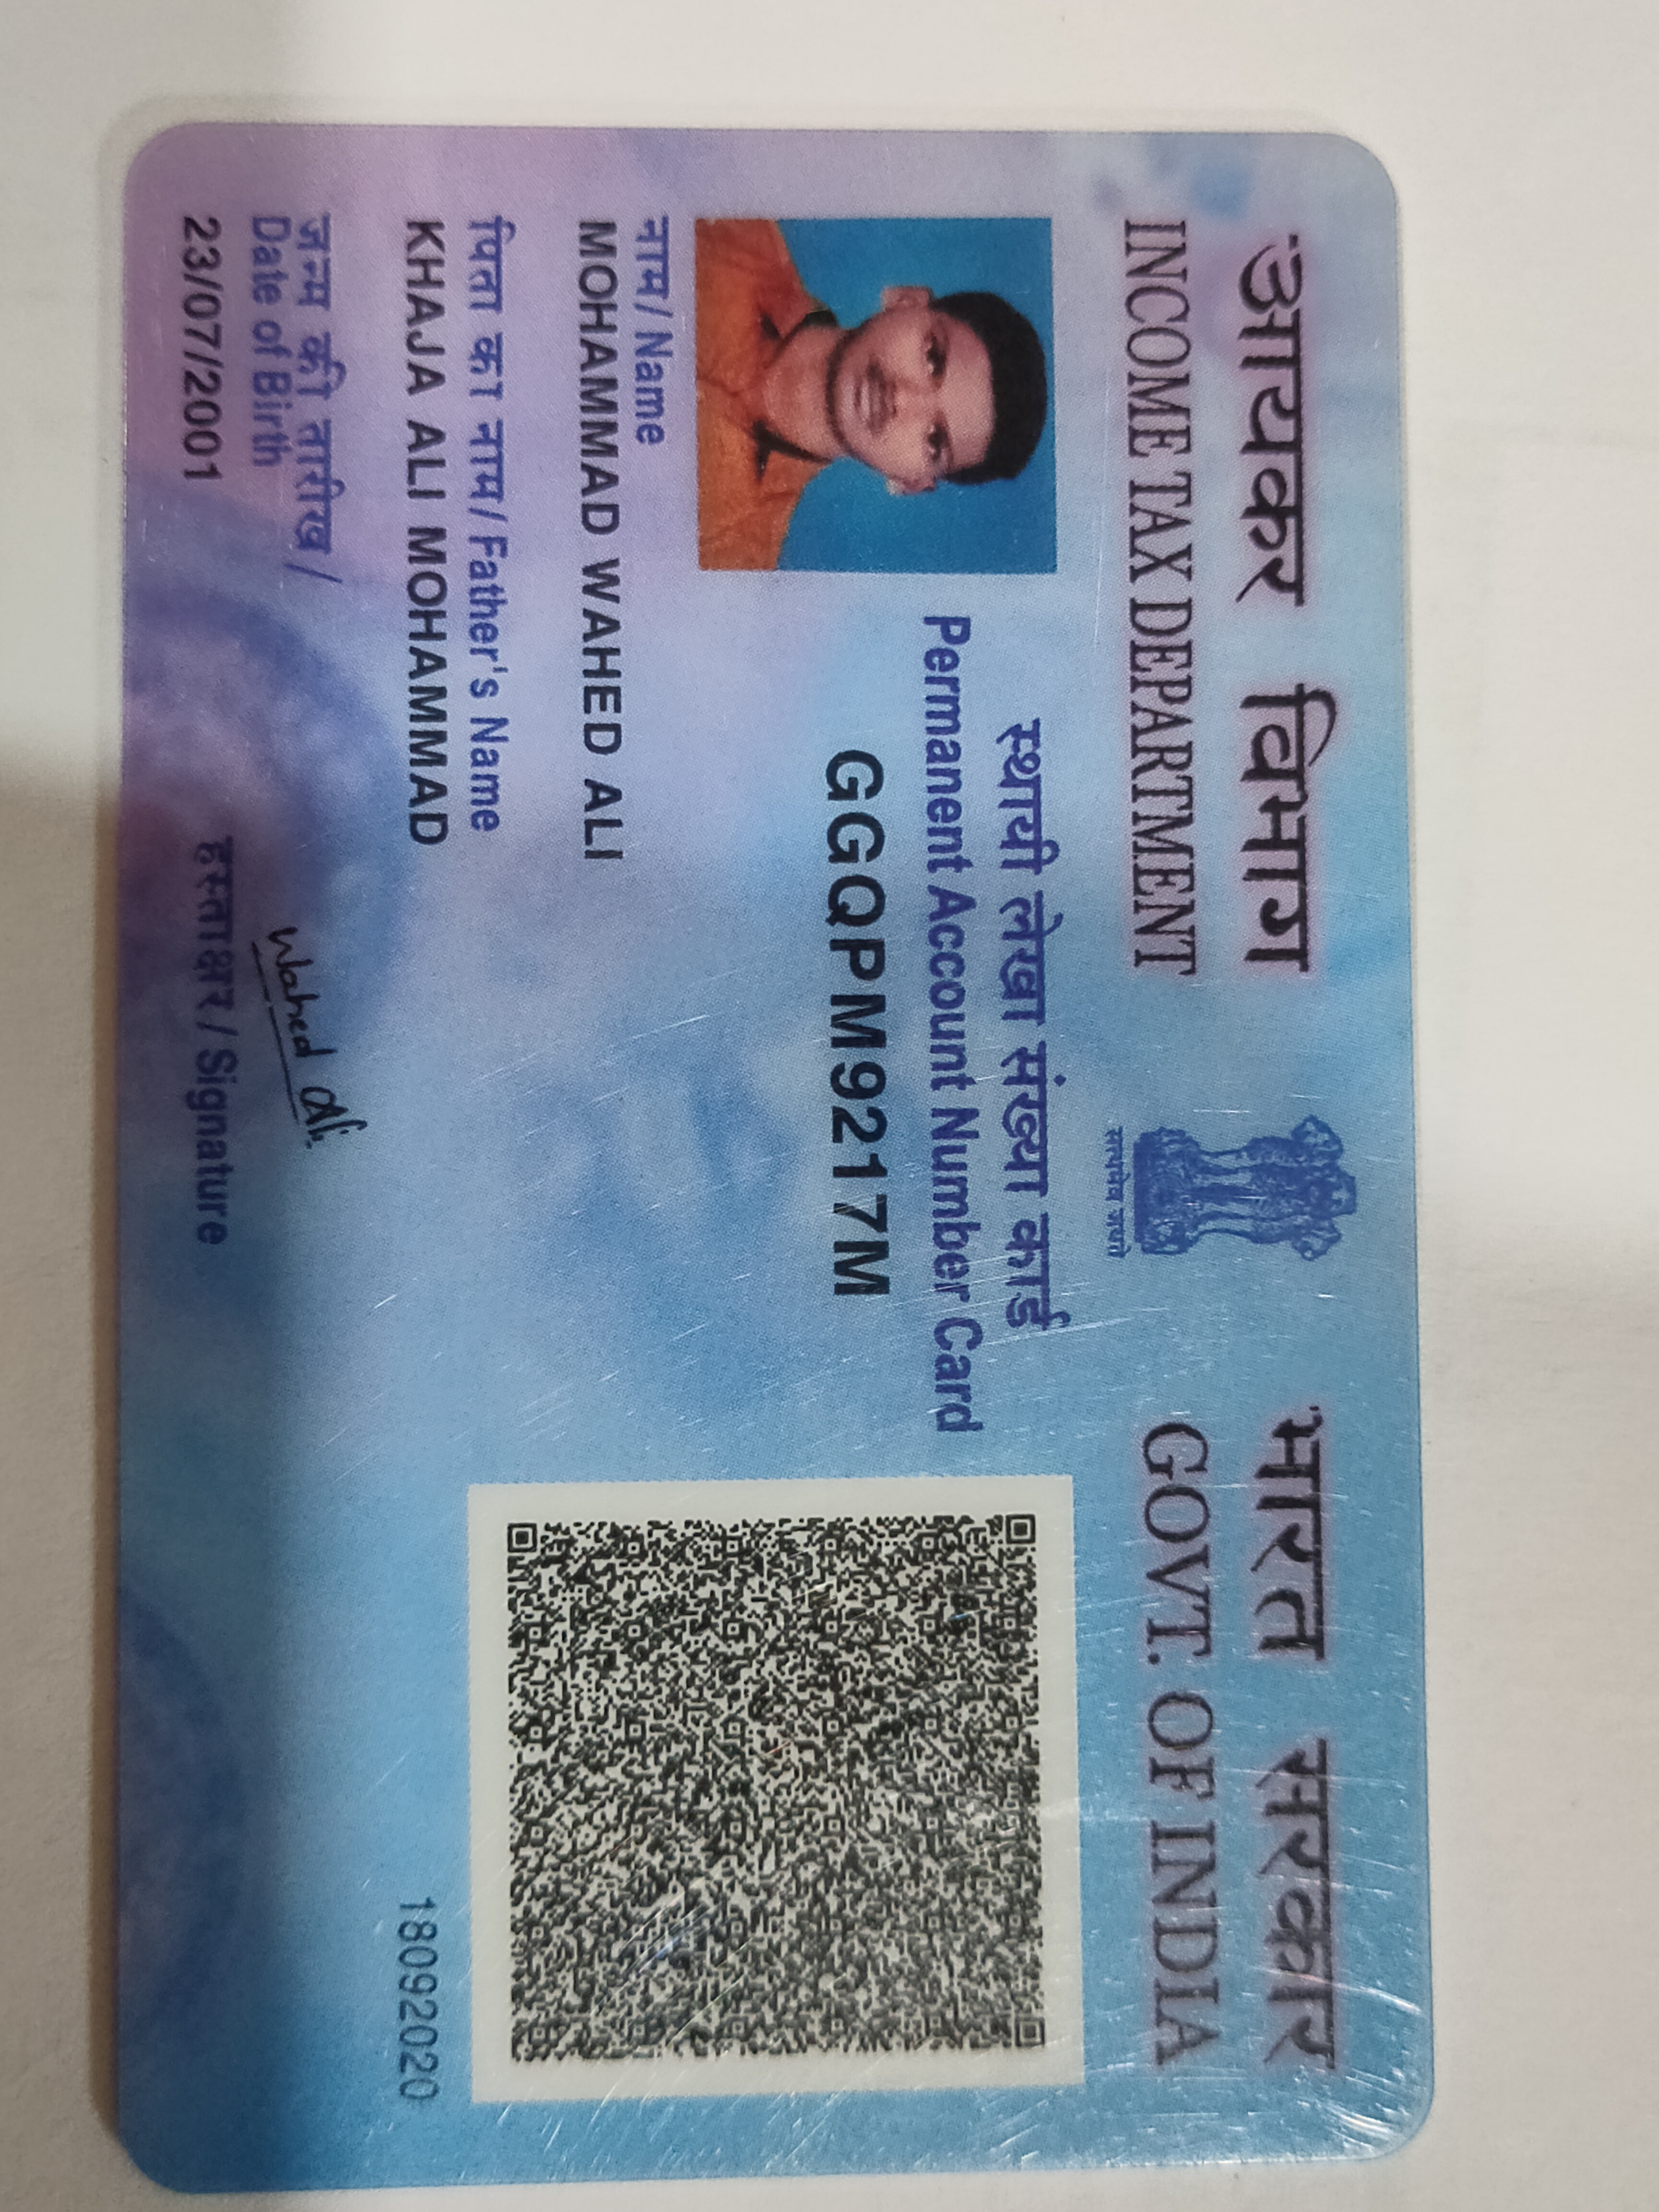 आयकर विभाग
INCOME TAX DEPARTMENT
सत्यमेव जयते
भारत सरकार
GOVT. OF INDIA
स्थायी लेखा संख्या कार्ड
Permanent Account Number Card
GGQPM9217M
नाम/ Name
MOHAMMAD WAHED ALI
पिता का नाम/ Father's Name
KHAJA ALI MOHAMMAD
18092020
जन्म की तारीख /
Date of Birth
23/07/2001
Wahed Ali
हस्ताक्षर / Signature